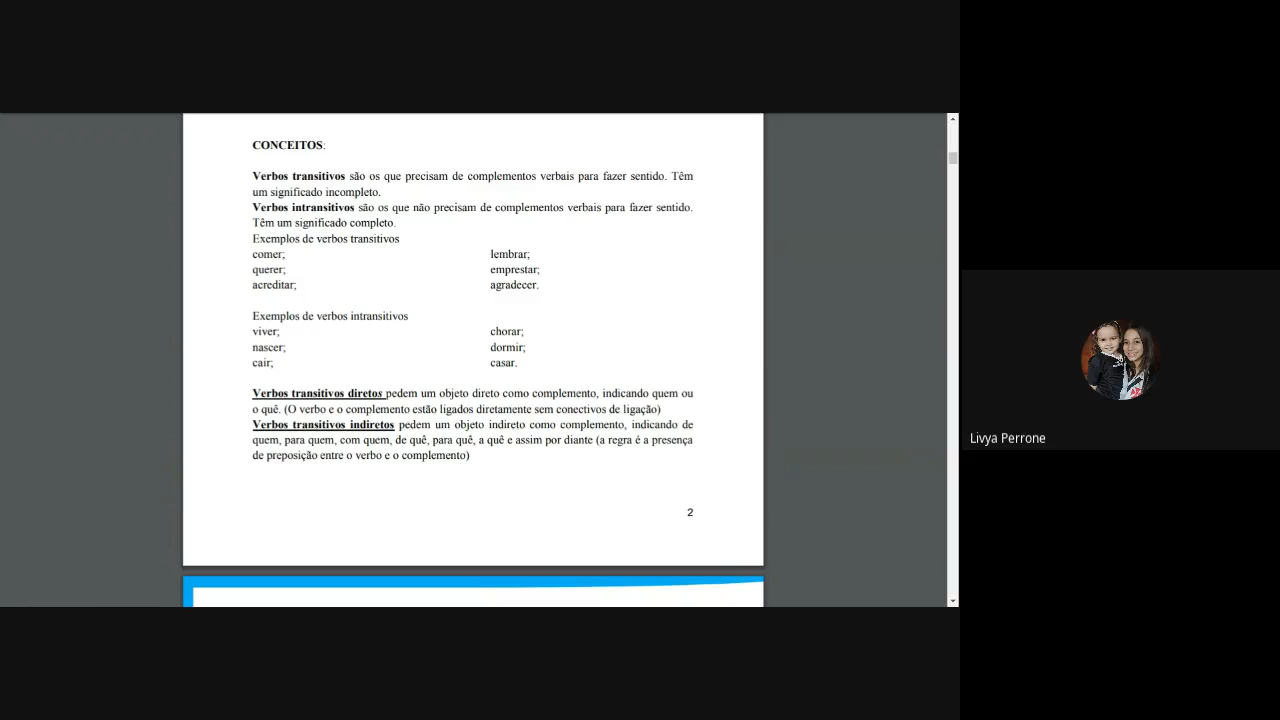 CONCEITOS:
Verbos transitivos são os que precisam de complementos verbais para fazer sentido. Têm
um significado incompleto.
Verbos intransitivos são os que não precisam de complementos verbais para fazer sentido.
Têm um significado completo.
Exemplos de verbos transitivos
comer; lembrar;
querer; emprestar;
acreditar; agradecer.
Exemplos de verbos intransitivos
viver; chorar;
nascer; dormir;
cair; casar.
Verbos transitivos diretos pedem um objeto direto como complemento, indicando quem ou
o quê. (O verbo e o complemento estão ligados diretamente sem conectivos de ligação)
Verbos transitivos indiretos pedem um objeto indireto como complemento, indicando de
quem, para quem, com quem, de quê, para quê, a quê e assim por diante (a regra é a presença
de preposição entre o verbo e o complemento)
2
Livya Perrone